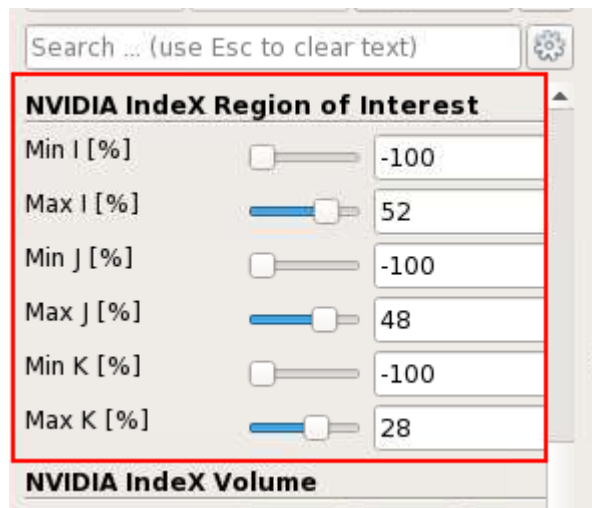 Search ... (use Esc to clear text)
NVIDIA IndeX Region of Interest
Min I [%] -100
Max I [%] 52
Min J [%] -100
Max J [%] 48
Min K [%] -100
Max K [%] 28
NVIDIA IndeX Volume